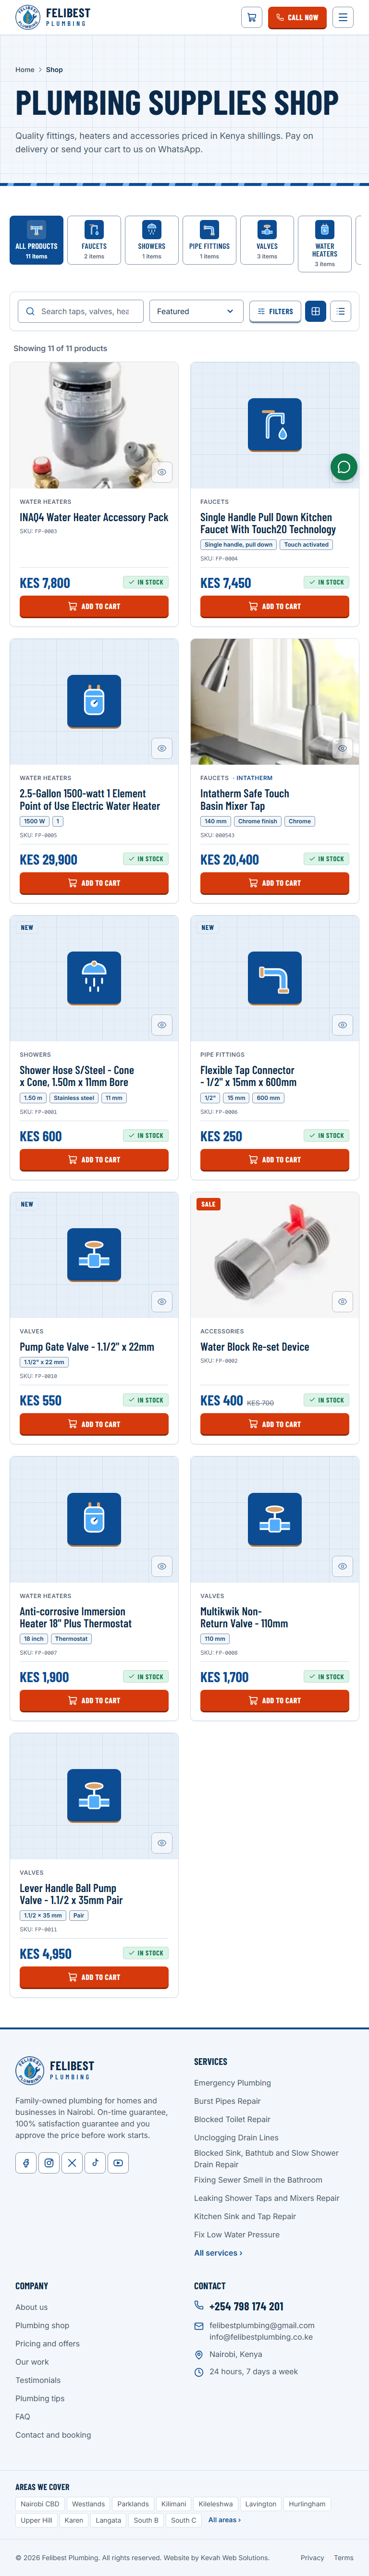 FELIBEST
PLUMBING
CALL NOW
Home > Shop
PLUMBING SUPPLIES SHOP
Quality fittings, heaters and accessories priced in Kenya shillings. Pay on
delivery or send your cart to us on WhatsApp.
ALL PRODUCTS
11 items
FAUCETS
2 items
SHOWERS
1 items
PIPE FITTINGS
1 items
VALVES
3 items
WATER
HEATERS
3 items
Search taps, valves, hea
Featured
FILTERS
Showing 11 of 11 products
WATER HEATERS
INAQ4 Water Heater Accessory Pack
SKU: FP-0003
KES 7,800
IN STOCK
ADD TO CART
FAUCETS
Single Handle Pull Down Kitchen
Faucet With Touch2O Technology
Single handle, pull down
Touch activated
SKU: FP-0004
KES 7,450
IN STOCK
ADD TO CART
WATER HEATERS
2.5-Gallon 1500-watt 1 Element
Point of Use Electric Water Heater
1500 W
1
SKU: FP-0005
KES 29,900
IN STOCK
ADD TO CART
FAUCETS · INTATHERM
Intatherm Safe Touch
Basin Mixer Tap
140 mm
Chrome finish
Chrome
SKU: 000543
KES 20,400
IN STOCK
ADD TO CART
NEW
SHOWERS
Shower Hose S/Steel - Cone
x Cone, 1.50m x 11mm Bore
1.50 m
Stainless steel
11 mm
SKU: FP-0001
KES 600
IN STOCK
ADD TO CART
NEW
PIPE FITTINGS
Flexible Tap Connector
- 1/2" x 15mm x 600mm
1/2"
15 mm
600 mm
SKU: FP-0006
KES 250
IN STOCK
ADD TO CART
NEW
VALVES
Pump Gate Valve - 1.1/2" x 22mm
1.1/2" x 22 mm
SKU: FP-0010
KES 550
IN STOCK
ADD TO CART
SALE
ACCESSORIES
Water Block Re-set Device
SKU: FP-0002
KES 400 KES 700
IN STOCK
ADD TO CART
WATER HEATERS
Anti-corrosive Immersion
Heater 18" Plus Thermostat
18 inch
Thermostat
SKU: FP-0007
KES 1,900
IN STOCK
ADD TO CART
VALVES
Multikwik Non-
Return Valve - 110mm
110 mm
SKU: FP-0008
KES 1,700
IN STOCK
ADD TO CART
VALVES
Lever Handle Ball Pump
Valve - 1.1/2 x 35mm Pair
1.1/2 x 35 mm
Pair
SKU: FP-0011
KES 4,950
IN STOCK
ADD TO CART
FELIBEST
PLUMBING
Family-owned plumbing for homes and
businesses in Nairobi. On-time guarantee,
100% satisfaction guarantee and you
approve the price before work starts.
SERVICES
Emergency Plumbing
Burst Pipes Repair
Blocked Toilet Repair
Unclogging Drain Lines
Blocked Sink, Bathtub and Slow Shower
Drain Repair
Fixing Sewer Smell in the Bathroom
Leaking Shower Taps and Mixers Repair
Kitchen Sink and Tap Repair
Fix Low Water Pressure
All services ›
COMPANY
About us
Plumbing shop
Pricing and offers
Our work
Testimonials
Plumbing tips
FAQ
Contact and booking
CONTACT
+254 798 174 201
felibestplumbing@gmail.com
info@felibestplumbing.co.ke
Nairobi, Kenya
24 hours, 7 days a week
AREAS WE COVER
Nairobi CBD
Westlands
Parklands
Kilimani
Kileleshwa
Lavington
Hurlingham
Upper Hill
Karen
Langata
South B
South C
All areas ›
© 2026 Felibest Plumbing. All rights reserved. Website by Kevah Web Solutions.
Privacy
Terms